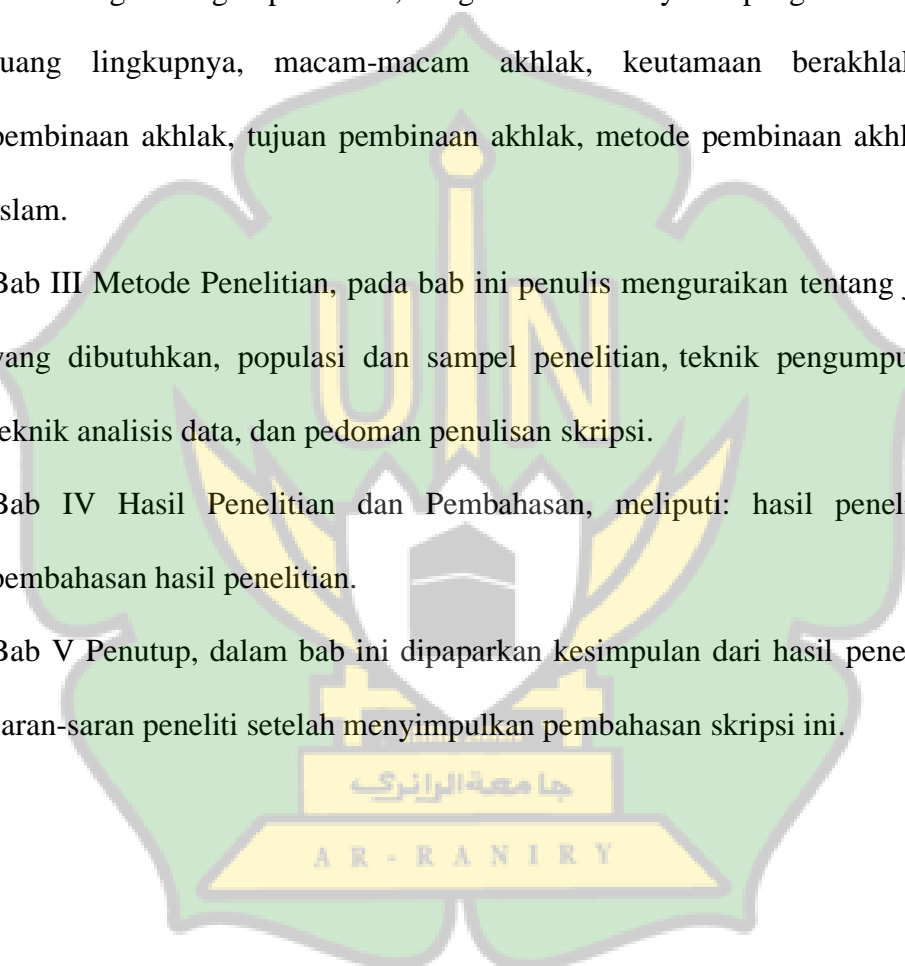 uang lingkupnya, macam-macam akhlak, keutamaan berakhlak
pembinaan akhlak, tujuan pembinaan akhlak, metode pembinaan akhl
slam.
Bab III Metode Penelitian, pada bab ini penulis menguraikan tentang j
yang dibutuhkan, populasi dan sampel penelitian, teknik pengumpu
teknik analisis data, dan pedoman penulisan skripsi.
Bab IV Hasil Penelitian dan Pembahasan, meliputi: hasil penel
pembahasan hasil penelitian.
Bab V Penutup, dalam bab ini dipaparkan kesimpulan dari hasil pene
aran-saran peneliti setelah menyimpulkan pembahasan skripsi ini.
UIN
جامعة الرانري
AR-RANIRY